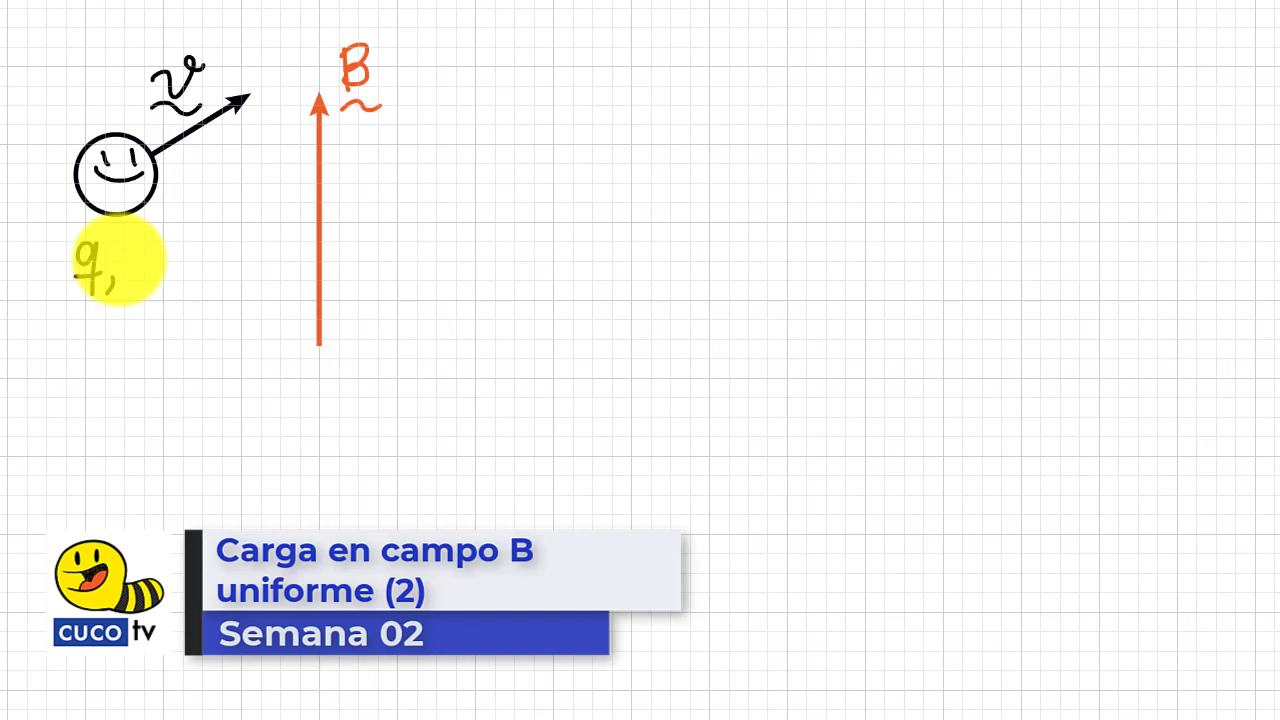 v
B
q,
Carga en campo B
uniforme (2)
Semana 02
CUCO tv